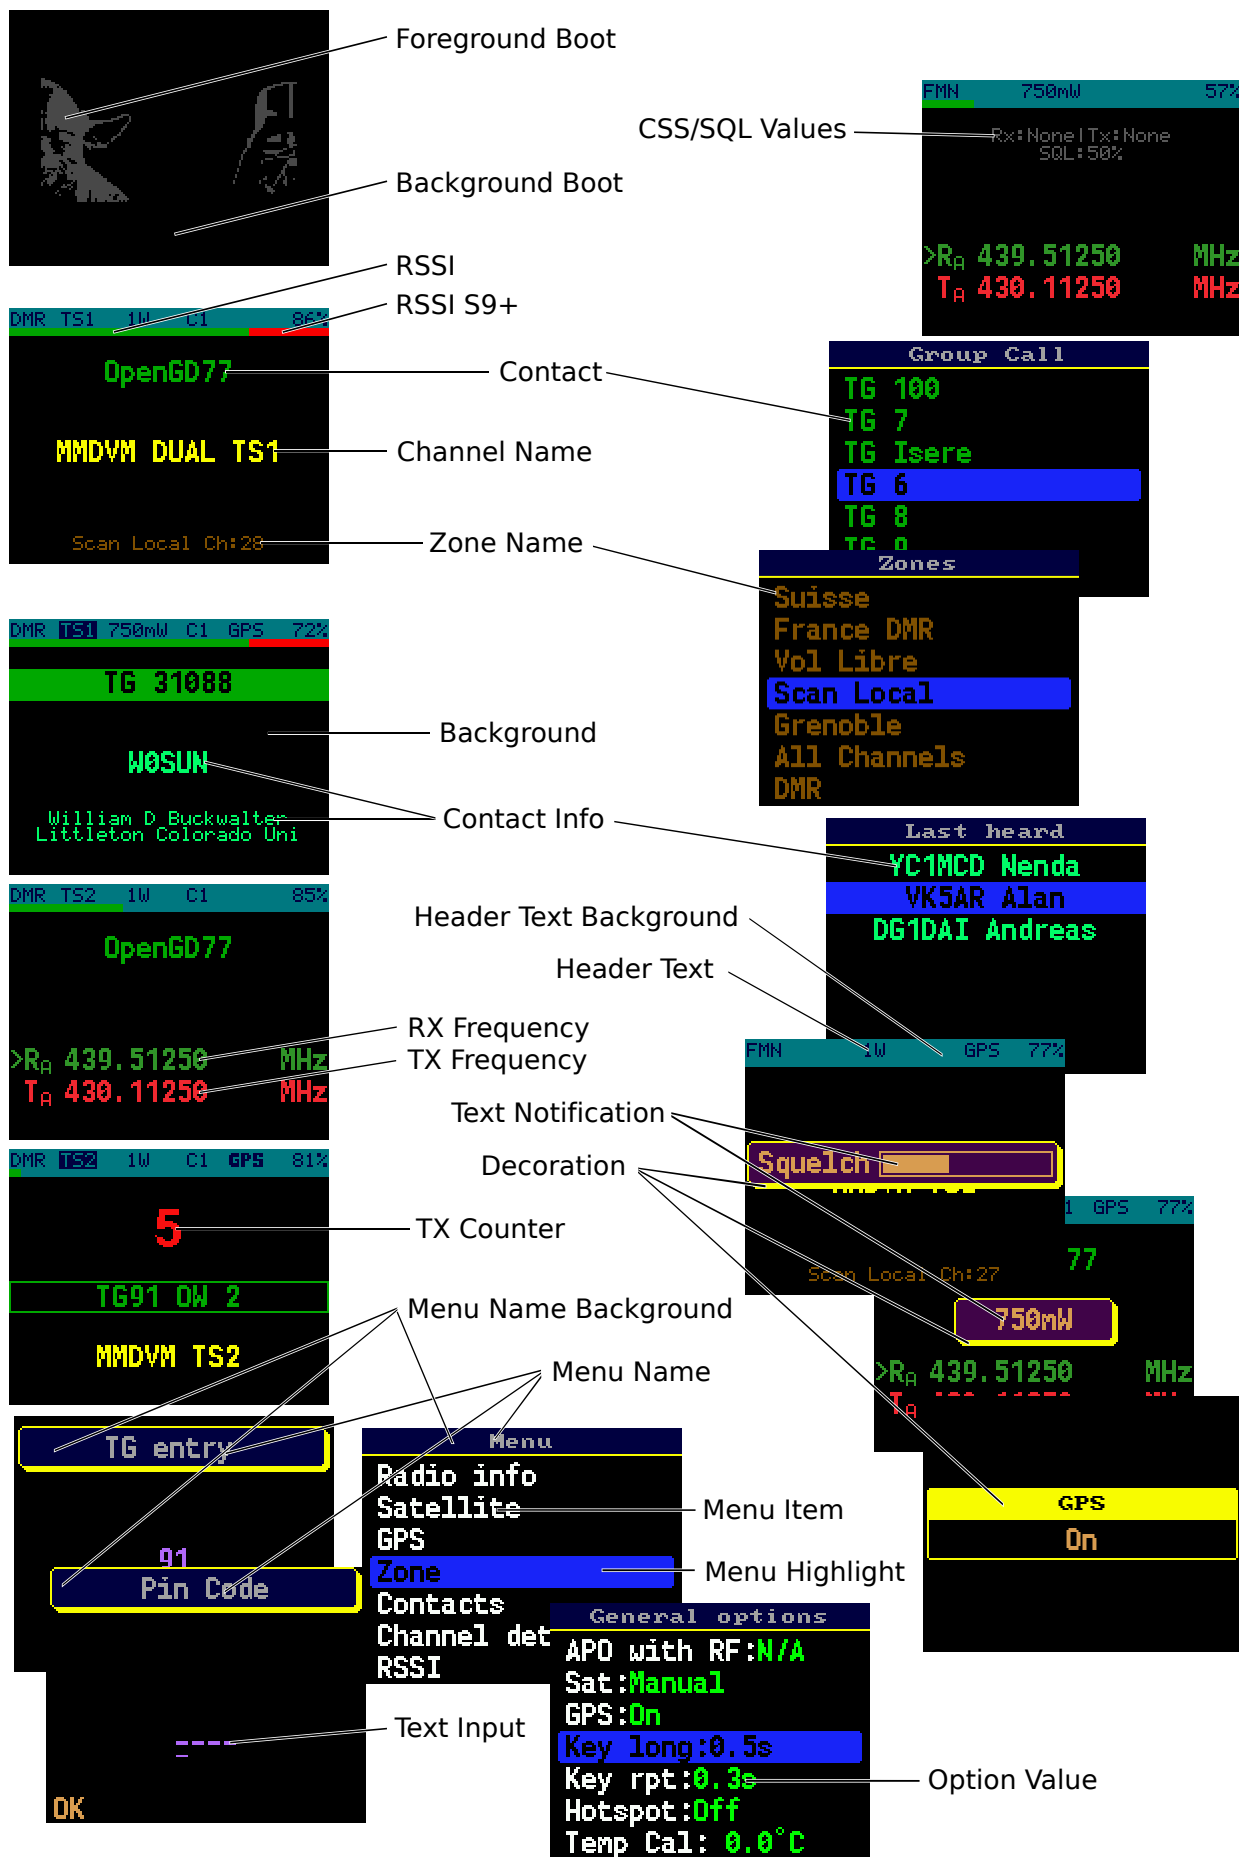 Foreground Boot
Background Boot
RSSI
RSSI S9+
DMR TS1 1W C1 86%
OpenGD77
MMDVM DUAL TS1
Scan Local Ch:28
Contact
Channel Name
Zone Name
CSS/SQL Values
FMN 750mW 57%
Rx:None|Tx:None
SQL:50%
>RA 439.51250 MHz
TA 430.11250 MHz
Group Call
TG 100
TG 7
TG Isere
TG 6
TG 8
Zones
Suisse
France DMR
Vol Libre
Scan Local
Grenoble
All Channels
DMR
DMR TS1 750mW C1 GPS 72%
TG 31088
W0SUN
William D Buckwalter
Littleton Colorado Uni
Background
Contact Info
Last heard
YC1MCD Nenda
VK5AR Alan
DG1DAI Andreas
DMR TS2 1W C1 85%
OpenGD77
>RA 439.51250 MHz
TA 430.11250 MHz
Header Text Background
Header Text
RX Frequency
TX Frequency
FMN 1W GPS 77%
Text Notification
Decoration
Squelch
Scan Local Ch:27
DMR TS2 1W C1 GPS 81%
5
TG91 OW 2
MMDVM TS2
TX Counter
1 GPS 77%
77
750mW
>RA 439.51250 MHz
TA
Menu Name Background
Menu Name
TG entry
91
Pin Code
OK
Menu
Radio info
Satellite
GPS
Zone
Contacts
Channel det
RSSI
Menu Item
Menu Highlight
GPS
On
Text Input
General options
APO with RF:N/A
Sat:Manual
GPS:On
Key long:0.5s
Key rpt:0.3s
Hotspot:Off
Temp Cal: 0.0°C
Option Value